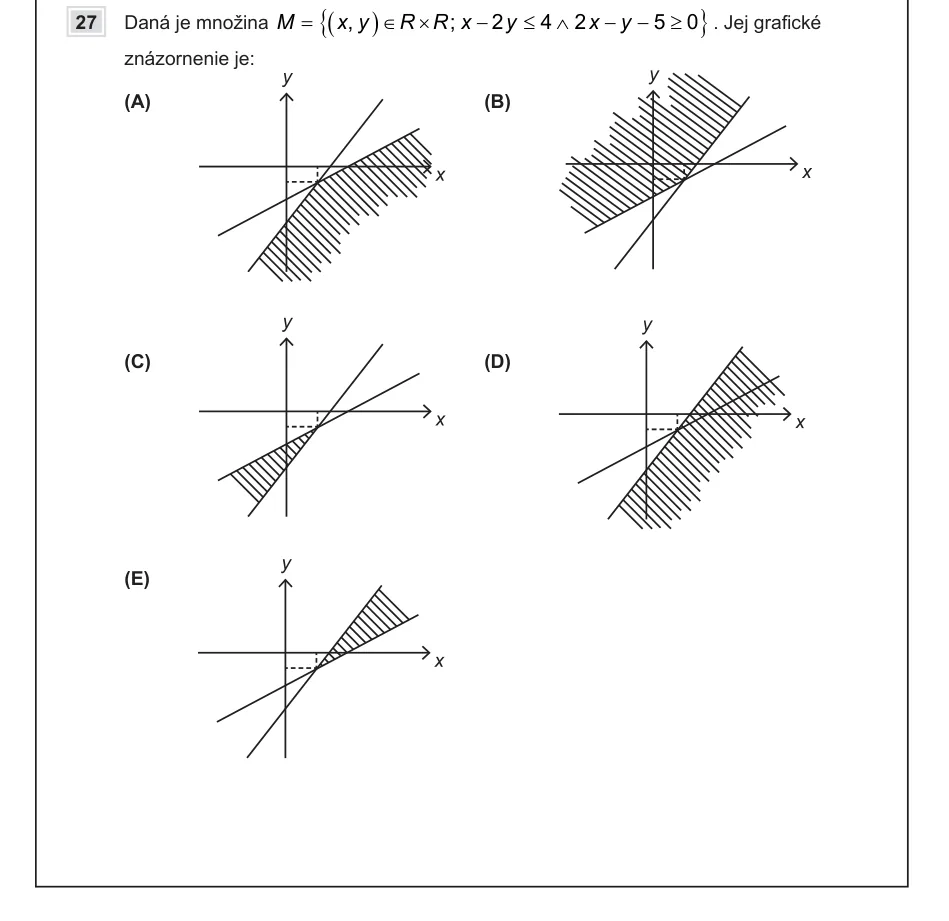 27 Daná je množina M = {(x, y) ∈ R × R; x − 2y ≤ 4 ∧ 2x − y − 5 ≥ 0}. Jej grafické
znázornenie je:
(A) y x
(B) y x
(C) y x
(D) y x
(E) y x